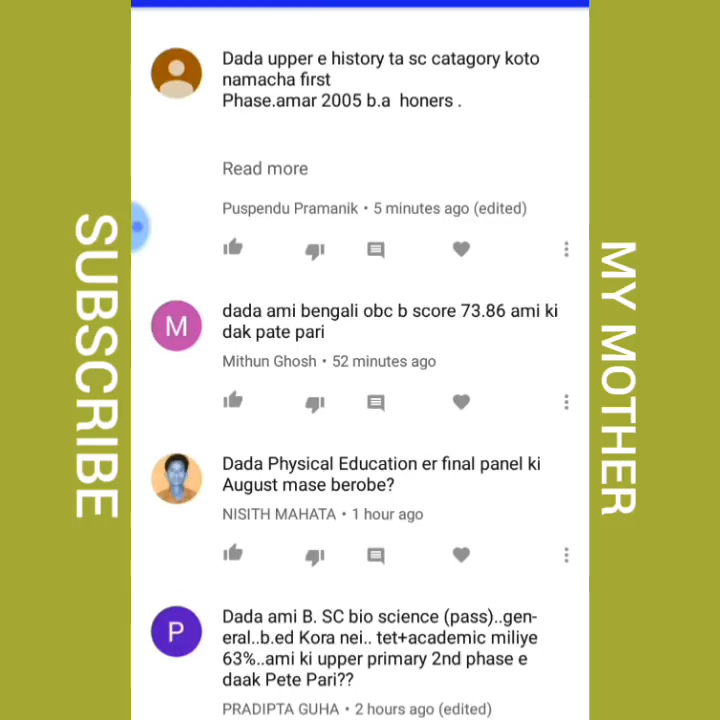 SUBSCRIBE
Dada upper e history ta sc catagory koto
namacha first
Phase.amar 2005 b.a honers .
Read more
Puspendu Pramanik • 5 minutes ago (edited)
M
dada ami bengali obc b score 73.86 ami ki
dak pate pari
Mithun Ghosh • 52 minutes ago
Dada Physical Education er final panel ki
August mase berobe?
NISITH MAHATA • 1 hour ago
P
Dada ami B. SC bio science (pass)..gen-
eral..b.ed Kora nei.. tet+academic miliye
63%..ami ki upper primary 2nd phase e
daak Pete Pari??
PRADIPTA GUHA • 2 hours ago (edited)
MY MOTHER